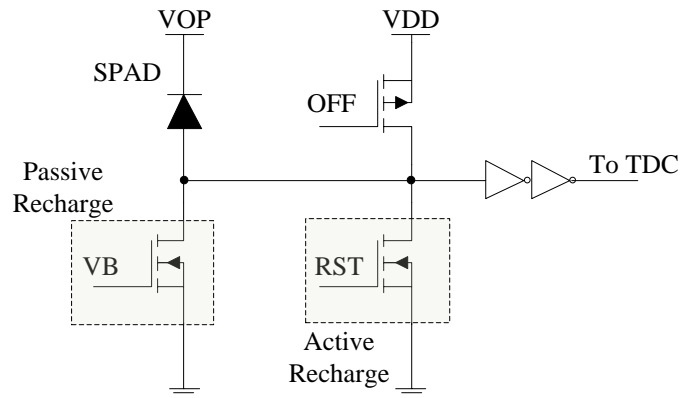 VOP
VDD
SPAD
OFF
To TDC
Passive
Recharge
VB
RST
Active
Recharge